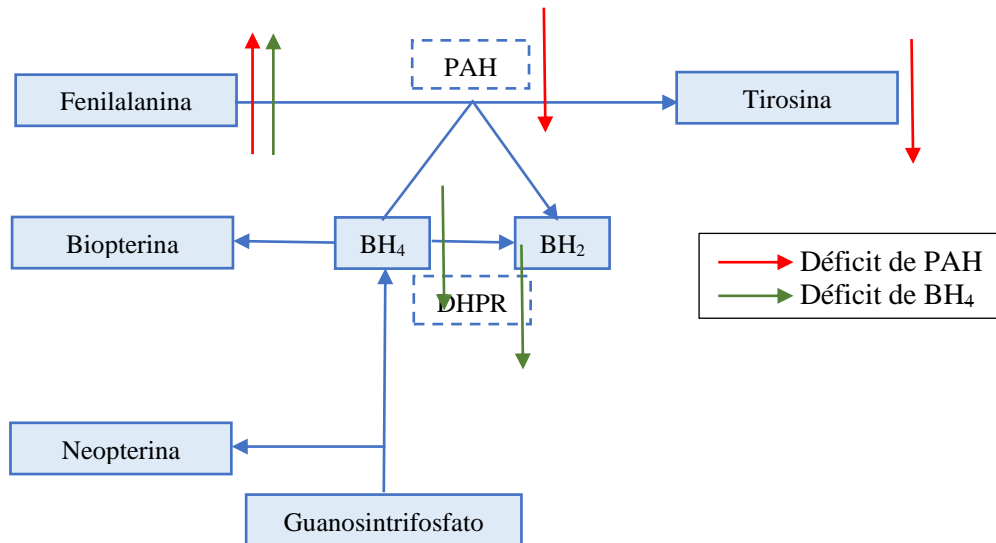 PAH
Fenilalanina
Tirosina
Biopterina
BH₄
BH₂
DHPR
Déficit de PAH
Déficit de BH₄
Neopterina
Guanosintrifosfato